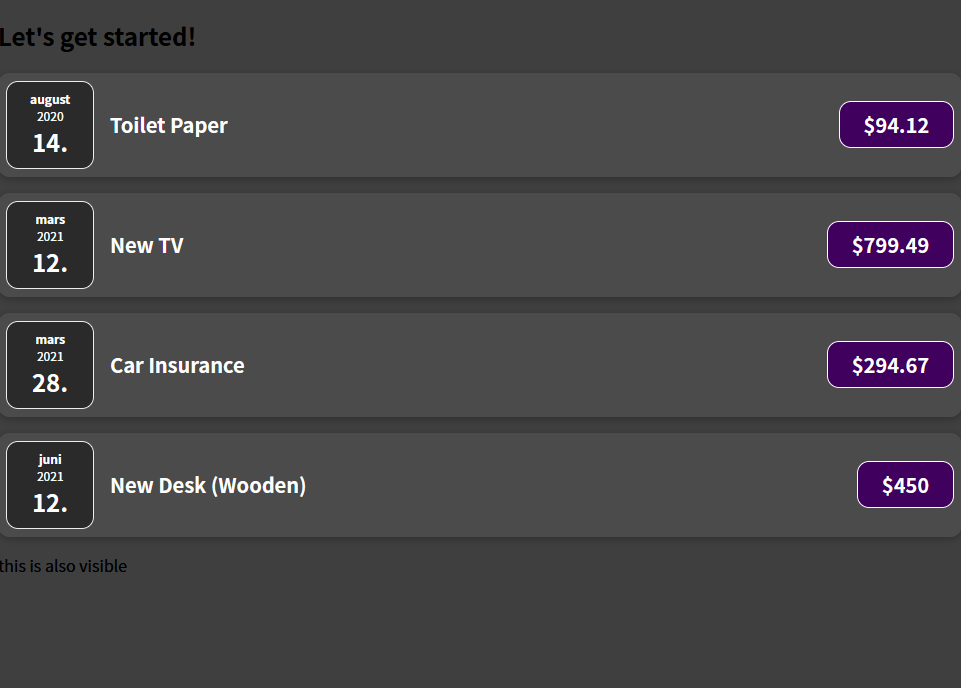 Let's get started!
august
2020
14.
Toilet Paper
$94.12
mars
2021
12.
New TV
$799.49
mars
2021
28.
Car Insurance
$294.67
juni
2021
12.
New Desk (Wooden)
$450
this is also visible